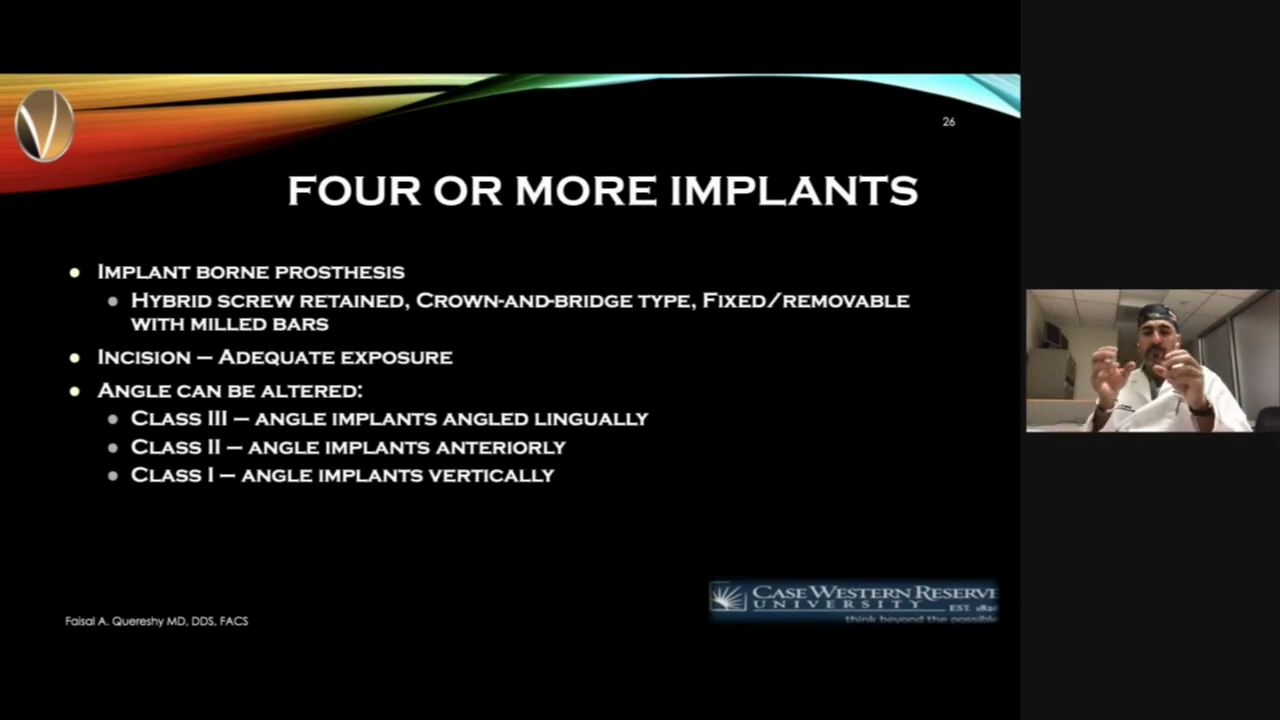 26
FOUR OR MORE IMPLANTS
• IMPLANT BORNE PROSTHESIS
• HYBRID SCREW RETAINED, CROWN-AND-BRIDGE TYPE, FIXED/REMOVABLE
WITH MILLED BARS
• INCISION – ADEQUATE EXPOSURE
• ANGLE CAN BE ALTERED:
• CLASS III – ANGLE IMPLANTS ANGLED LINGUALLY
• CLASS II – ANGLE IMPLANTS ANTERIORLY
• CLASS I – ANGLE IMPLANTS VERTICALLY
CASE WESTERN RESERVE
UNIVERSITY EST. 1826
think beyond the possible
Faisal A. Quereshy MD, DDS, FACS